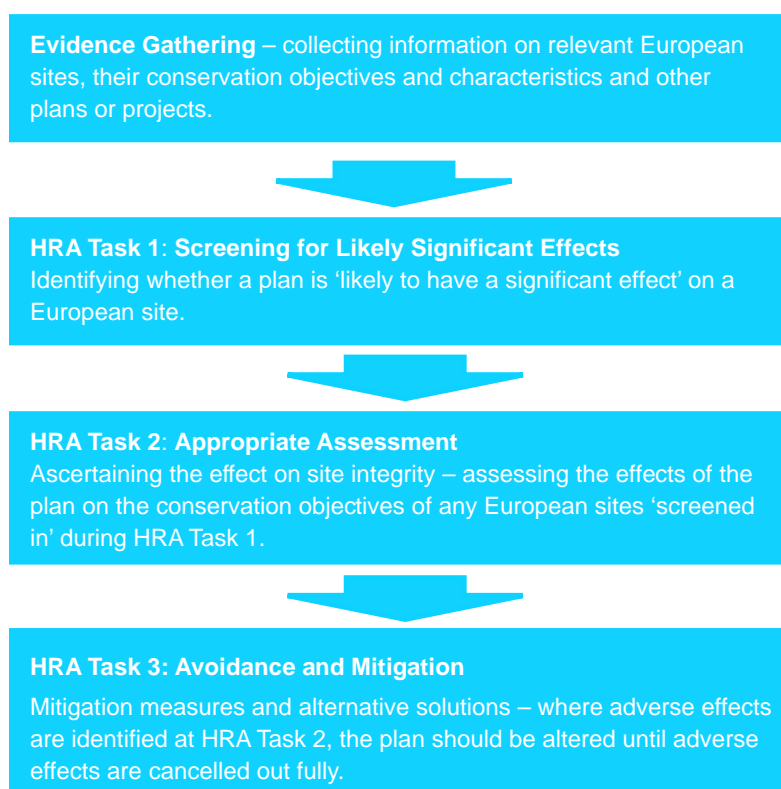 Evidence Gathering – collecting information on relevant European
sites, their conservation objectives and characteristics and other
plans or projects.
HRA Task 1: Screening for Likely Significant Effects
Identifying whether a plan is ‘likely to have a significant effect’ on a
European site.
HRA Task 2: Appropriate Assessment
Ascertaining the effect on site integrity – assessing the effects of the
plan on the conservation objectives of any European sites ‘screened
in’ during HRA Task 1.
HRA Task 3: Avoidance and Mitigation
Mitigation measures and alternative solutions – where adverse effects
are identified at HRA Task 2, the plan should be altered until adverse
effects are cancelled out fully.